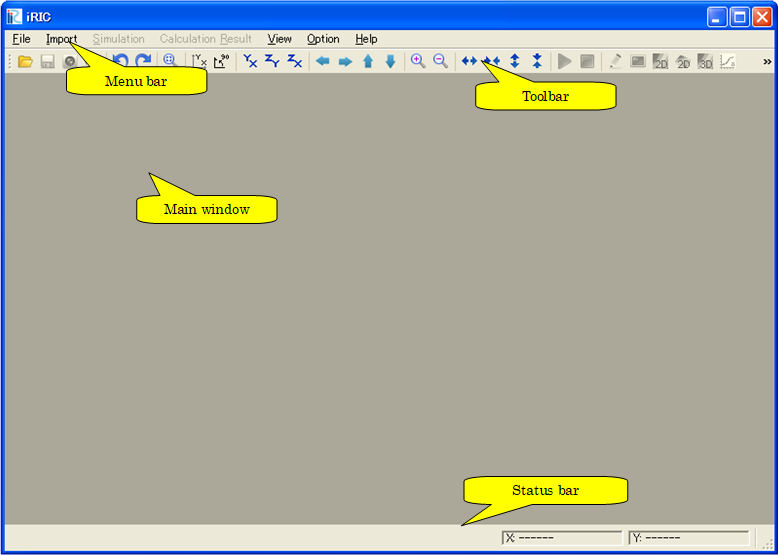 iRIC
File Import Simulation Calculation Result View Option Help
Menu bar
Toolbar
Main window
Status bar
X: ------ Y: ------